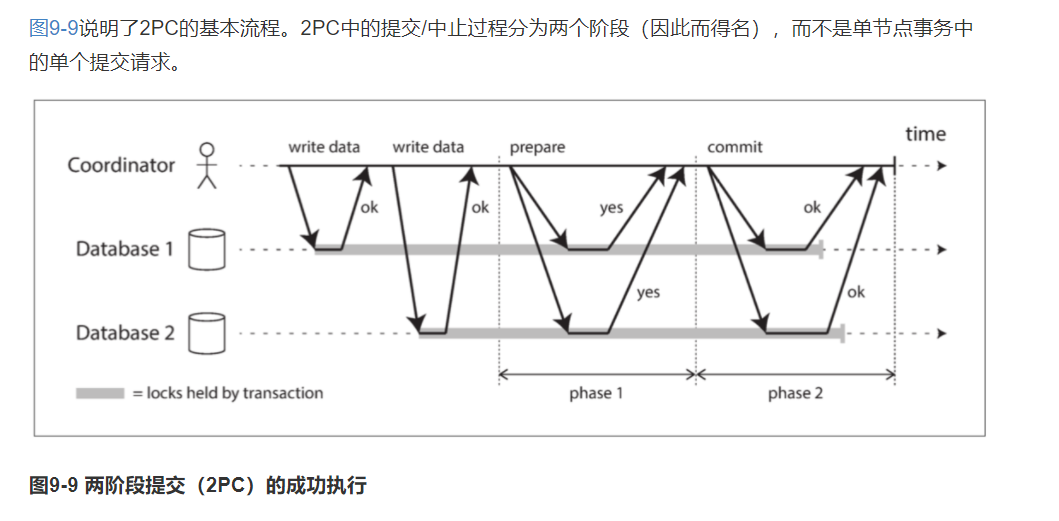 图9-9说明了2PC的基本流程。2PC中的提交/中止过程分为两个阶段（因此而得名），而不是单节点事务中
的单个提交请求。
time
write data
write data
prepare
commit
Coordinator
ok
ok
yes
ok
Database 1
yes
ok
Database 2
= locks held by transaction
phase 1
phase 2
图9-9 两阶段提交（2PC）的成功执行